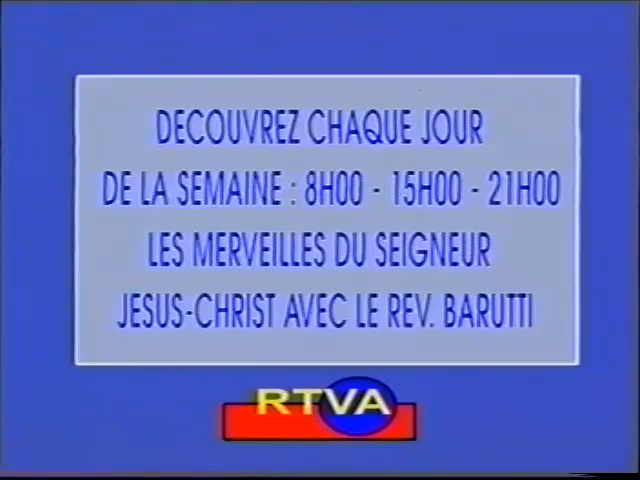 DECOUVREZ CHAQUE JOUR
DE LA SEMAINE : 8H00 - 15H00 - 21H00
LES MERVEILLES DU SEIGNEUR
JESUS-CHRIST AVEC LE REV. BARUTTI
RTVA